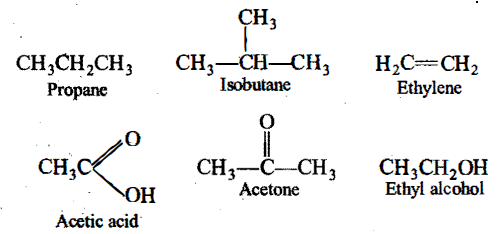 CH₃
CH₃CH₂CH₃ CH₃—CH—CH₃ H₂C=CH₂
Propane Isobutane Ethylene
O O
CH₃C CH₃—C—CH₃ CH₃CH₂OH
OH Acetone Ethyl alcohol
Acetic acid